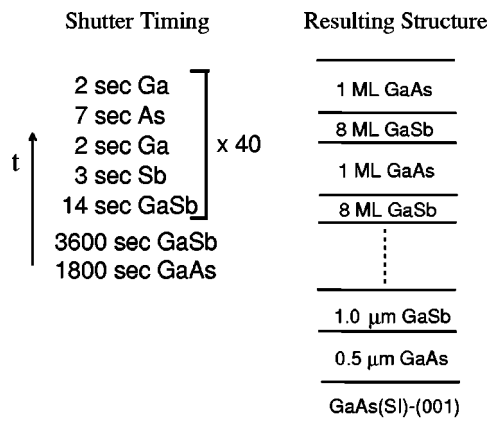 Shutter Timing
2 sec Ga
7 sec As
2 sec Ga
3 sec Sb
14 sec GaSb
x 40
3600 sec GaSb
1800 sec GaAs
t
Resulting Structure
1 ML GaAs
8 ML GaSb
1 ML GaAs
8 ML GaSb
1.0 μm GaSb
0.5 μm GaAs
GaAs(SI)-(001)